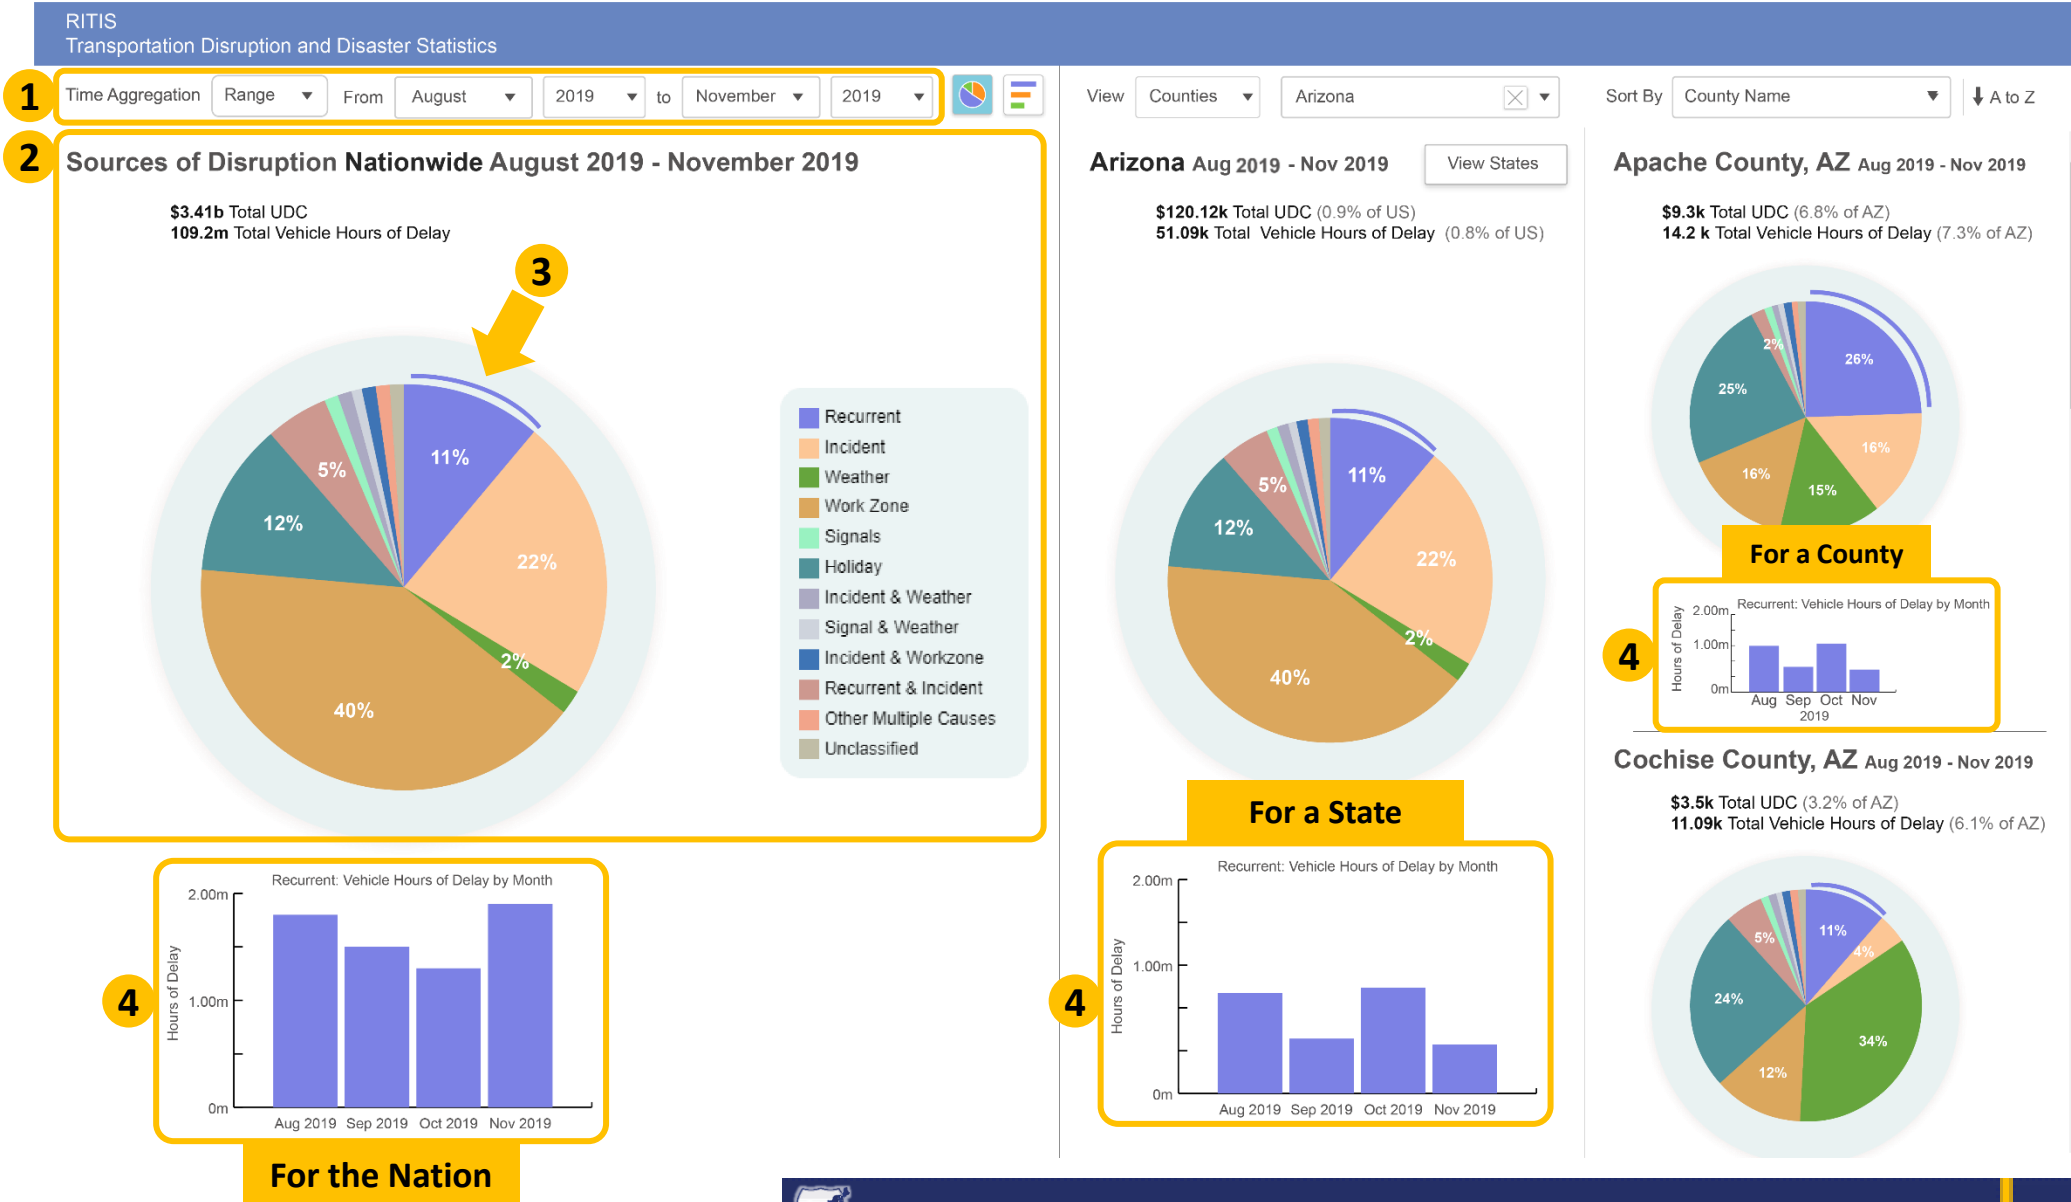 RITIS
Transportation Disruption and Disaster Statistics
1
Time Aggregation Range From August 2019 to November 2019
View Counties Arizona
Sort By County Name A to Z
2
Sources of Disruption Nationwide August 2019 - November 2019
$3.41b Total UDC
109.2m Total Vehicle Hours of Delay
3
11%
22%
2%
40%
12%
5%
Recurrent
Incident
Weather
Work Zone
Signals
Holiday
Incident & Weather
Signal & Weather
Incident & Workzone
Recurrent & Incident
Other Multiple Causes
Unclassified
4
Recurrent: Vehicle Hours of Delay by Month
Hours of Delay
2.00m
1.00m
0m
Aug 2019 Sep 2019 Oct 2019 Nov 2019
For the Nation
Arizona Aug 2019 - Nov 2019
View States
$120.12k Total UDC (0.9% of US)
51.09k Total Vehicle Hours of Delay (0.8% of US)
11%
22%
2%
40%
12%
5%
For a State
4
Recurrent: Vehicle Hours of Delay by Month
Hours of Delay
2.00m
1.00m
0m
Aug 2019 Sep 2019 Oct 2019 Nov 2019
Apache County, AZ Aug 2019 - Nov 2019
$9.3k Total UDC (6.8% of AZ)
14.2 k Total Vehicle Hours of Delay (7.3% of AZ)
26%
16%
15%
16%
25%
2%
For a County
4
Recurrent: Vehicle Hours of Delay by Month
Hours of Delay
2.00m
1.00m
0m
Aug Sep Oct Nov
2019
Cochise County, AZ Aug 2019 - Nov 2019
$3.5k Total UDC (3.2% of AZ)
11.09k Total Vehicle Hours of Delay (6.1% of AZ)
11%
4%
34%
12%
24%
5%